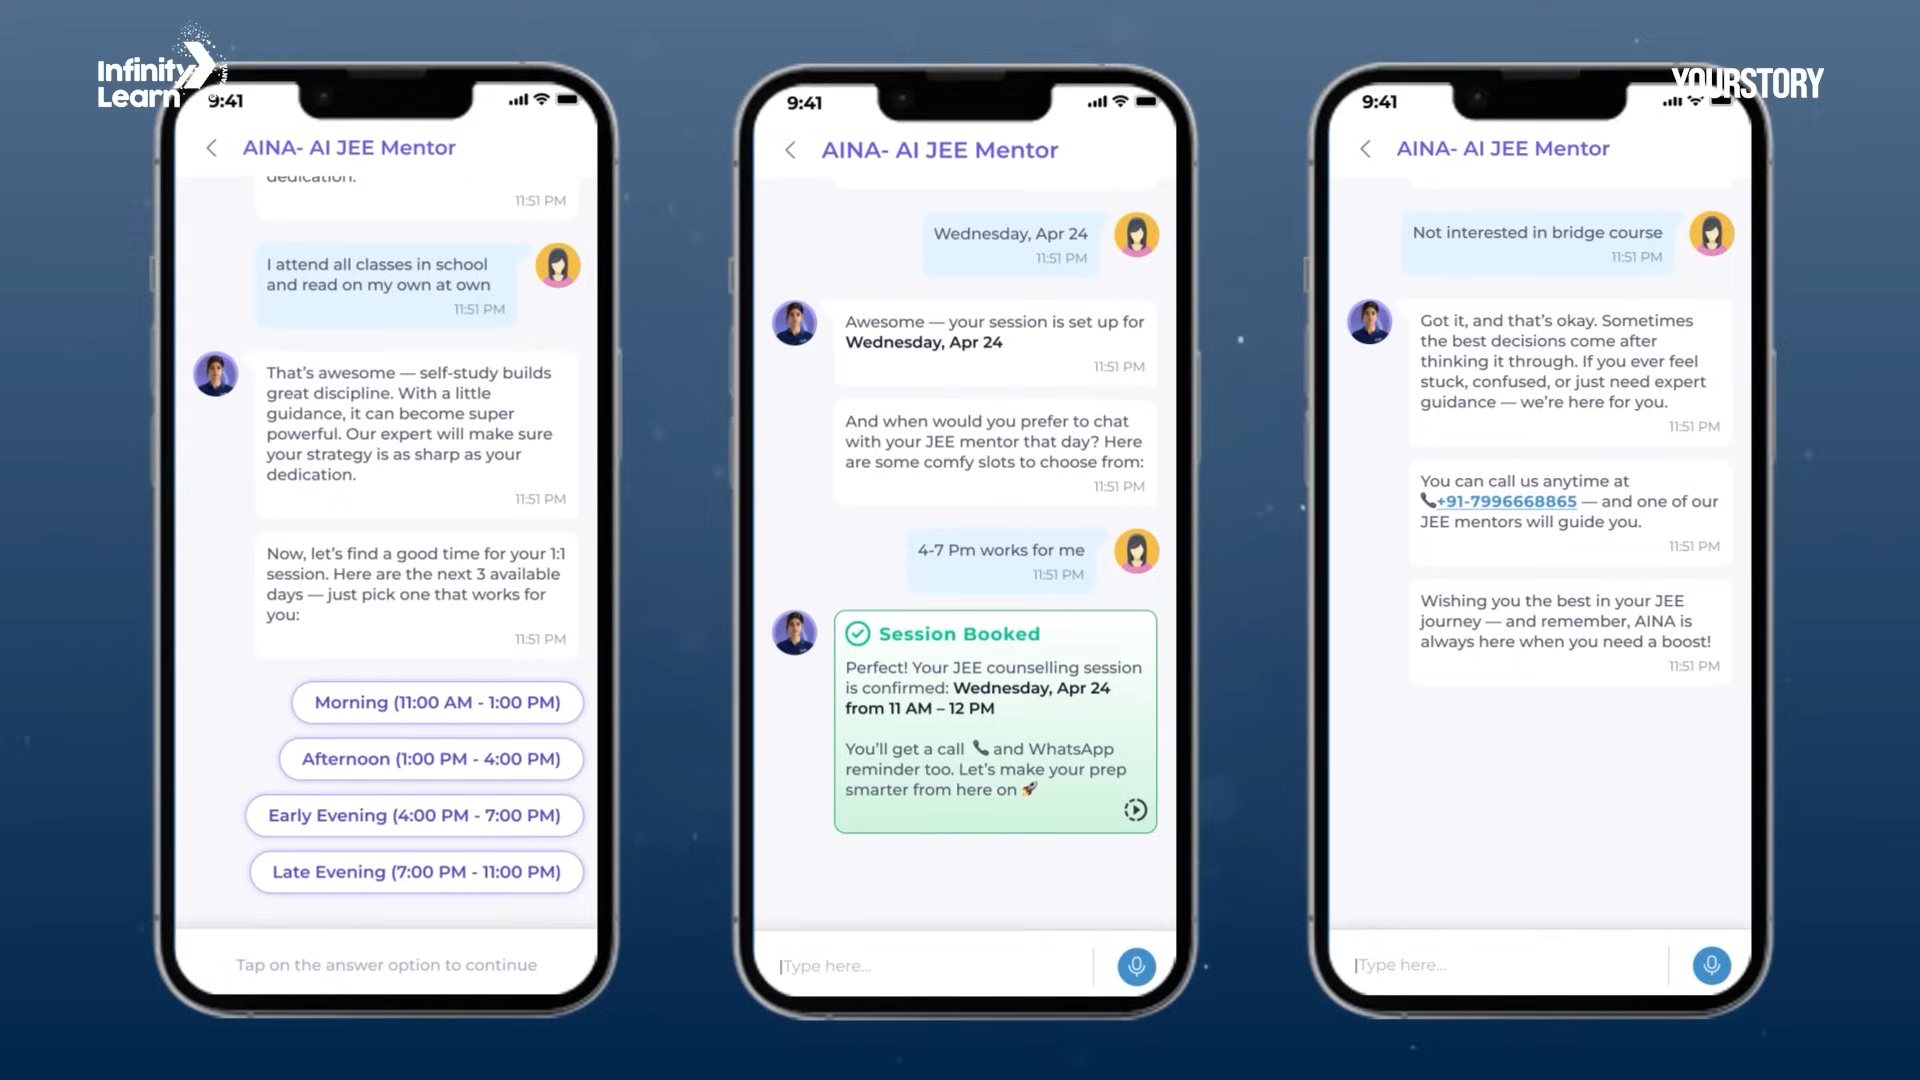 Infinity
Learn
YOURSTORY
9:41
AINA- AI JEE Mentor
dedication.
11:51 PM
I attend all classes in school
and read on my own at own
11:51 PM
That's awesome — self-study builds
great discipline. With a little
guidance, it can become super
powerful. Our expert will make sure
your strategy is as sharp as your
dedication.
11:51 PM
Now, let's find a good time for your 1:1
session. Here are the next 3 available
days — just pick one that works for
you:
11:51 PM
Morning (11:00 AM - 1:00 PM)
Afternoon (1:00 PM - 4:00 PM)
Early Evening (4:00 PM - 7:00 PM)
Late Evening (7:00 PM - 11:00 PM)
Tap on the answer option to continue
9:41
AINA- AI JEE Mentor
Wednesday, Apr 24
11:51 PM
Awesome — your session is set up for
Wednesday, Apr 24
11:51 PM
And when would you prefer to chat
with your JEE mentor that day? Here
are some comfy slots to choose from:
11:51 PM
4-7 Pm works for me
11:51 PM
Session Booked
Perfect! Your JEE counselling session
is confirmed: Wednesday, Apr 24
from 11 AM – 12 PM
You'll get a call 📞 and WhatsApp
reminder too. Let's make your prep
smarter from here on 🚀
Type here...
9:41
AINA- AI JEE Mentor
Not interested in bridge course
11:51 PM
Got it, and that's okay. Sometimes
the best decisions come after
thinking it through. If you ever feel
stuck, confused, or just need expert
guidance — we're here for you.
11:51 PM
You can call us anytime at
📞+91-7996668865 — and one of our
JEE mentors will guide you.
11:51 PM
Wishing you the best in your JEE
journey — and remember, AINA is
always here when you need a boost!
11:51 PM
Type here...